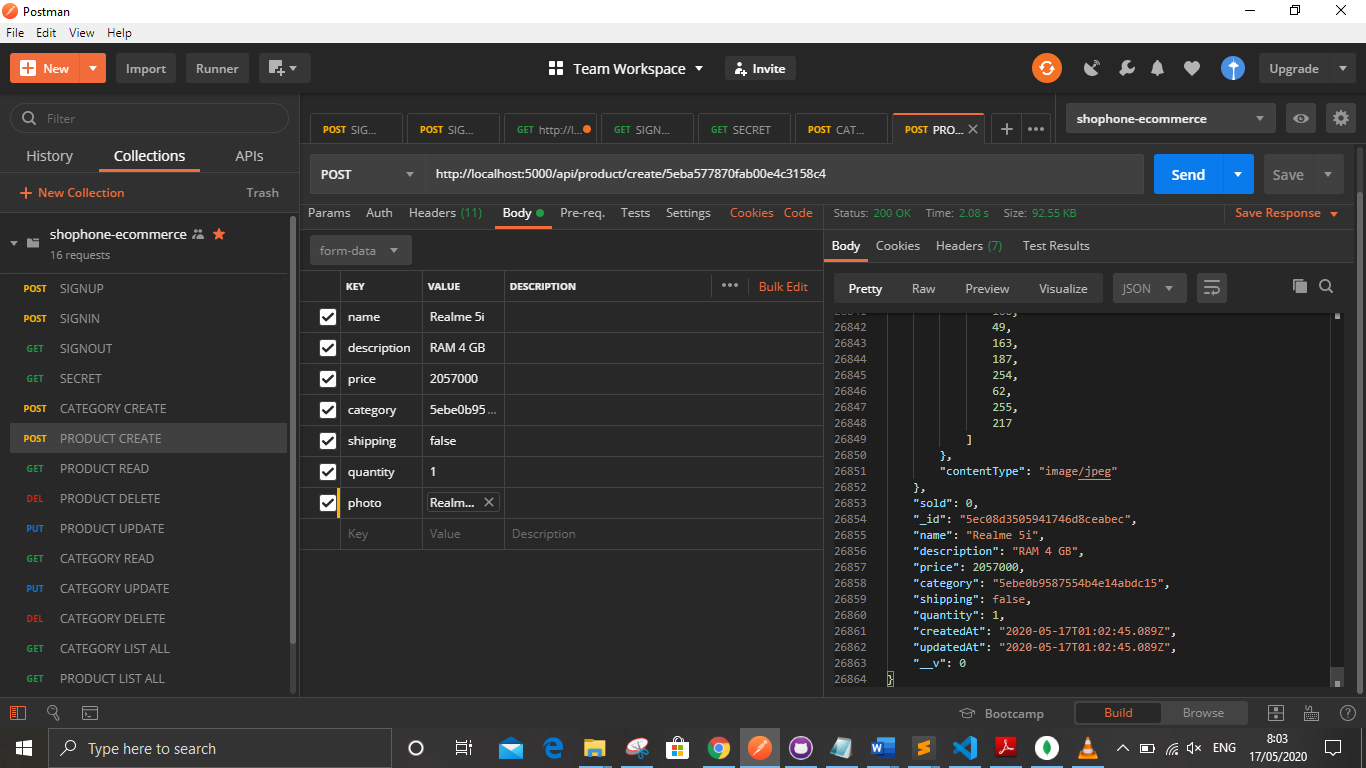 Postman
File Edit View Help
New Import Runner Team Workspace Invite Upgrade
Filter
History Collections APIs
New Collection Trash
shophone-ecommerce
16 requests
POST SIGNUP
POST SIGNIN
GET SIGNOUT
GET SECRET
POST CATEGORY CREATE
POST PRODUCT CREATE
GET PRODUCT READ
DEL PRODUCT DELETE
PUT PRODUCT UPDATE
GET CATEGORY READ
PUT CATEGORY UPDATE
DEL CATEGORY DELETE
GET CATEGORY LIST ALL
GET PRODUCT LIST ALL
POST SIG... POST SIG... GET http://l... GET SIGN... GET SECRET POST CAT... POST PRO...
shophone-ecommerce
POST http://localhost:5000/api/product/create/5eba577870fab00e4c3158c4 Send Save
Params Auth Headers (11) Body Pre-req. Tests Settings Cookies Code
form-data
KEY VALUE DESCRIPTION Bulk Edit
name Realme 5i
description RAM 4 GB
price 2057000
category 5ebe0b95 ...
shipping false
quantity 1
photo Realm...
Key Value Description
Status: 200 OK Time: 2.08 s Size: 92.55 KB Save Response
Body Cookies Headers (7) Test Results
Pretty Raw Preview Visualize JSON
26842 49,
26843 163,
26844 187,
26845 254,
26846 62,
26847 255,
26848 217
26849 ]
26850 },
26851 "contentType": "image/jpeg"
26852 },
26853 "sold": 0,
26854 "_id": "5ec08d3505941746d8ceabec",
26855 "name": "Realme 5i",
26856 "description": "RAM 4 GB",
26857 "price": 2057000,
26858 "category": "5ebe0b9587554b4e14abdc15",
26859 "shipping": false,
26860 "quantity": 1,
26861 "createdAt": "2020-05-17T01:02:45.089Z",
26862 "updatedAt": "2020-05-17T01:02:45.089Z",
26863 "__v": 0
26864 }
Bootcamp Build Browse
Type here to search
ENG
8:03
17/05/2020